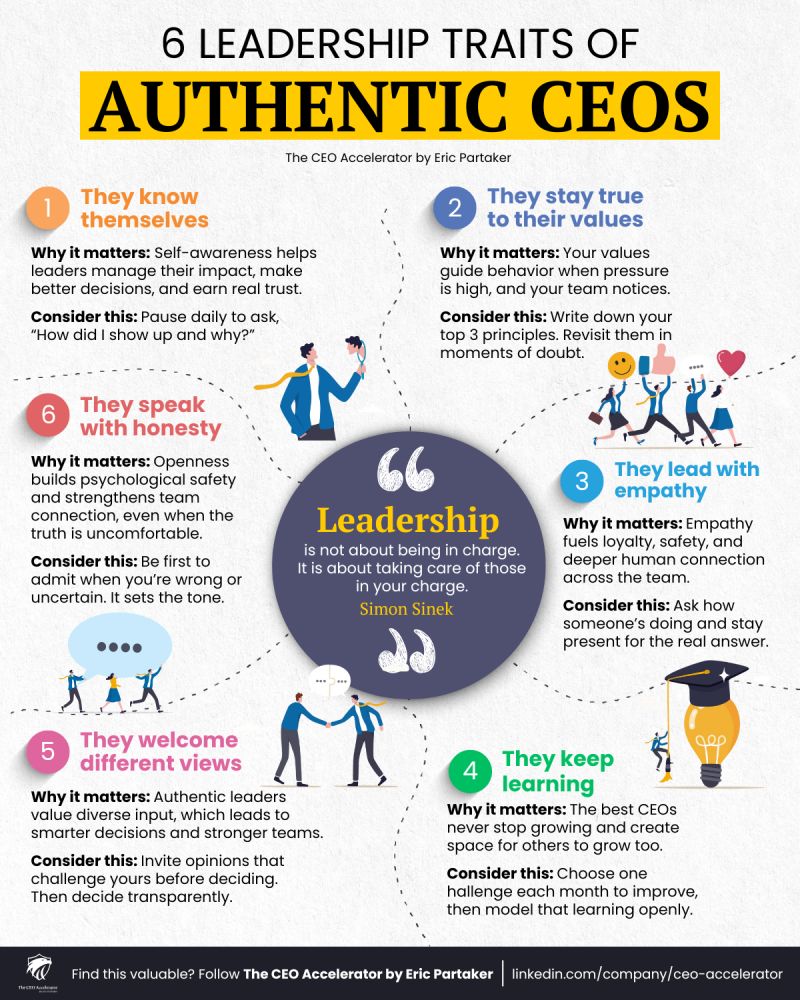 6 LEADERSHIP TRAITS OF
AUTHENTIC CEOS
The CEO Accelerator by Eric Partaker
1
They know
themselves
Why it matters: Self-awareness helps
leaders manage their impact, make
better decisions, and earn real trust.
Consider this: Pause daily to ask,
“How did I show up and why?”
2
They stay true
to their values
Why it matters: Your values
guide behavior when pressure
is high, and your team notices.
Consider this: Write down your
top 3 principles. Revisit them in
moments of doubt.
3
They lead with
empathy
Why it matters: Empathy
fuels loyalty, safety, and
deeper human connection
across the team.
Consider this: Ask how
someone’s doing and stay
present for the real answer.
4
They keep
learning
Why it matters: The best CEOs
never stop growing and create
space for others to grow too.
Consider this: Choose one
hallenge each month to improve,
then model that learning openly.
5
They welcome
different views
Why it matters: Authentic leaders
value diverse input, which leads to
smarter decisions and stronger teams.
Consider this: Invite opinions that
challenge yours before deciding.
Then decide transparently.
6
They speak
with honesty
Why it matters: Openness
builds psychological safety
and strengthens team
connection, even when the
truth is uncomfortable.
Consider this: Be first to
admit when you’re wrong or
uncertain. It sets the tone.
“
Leadership
is not about being in charge.
It is about taking care of those
in your charge.
Simon Sinek
”
The CEO Accelerator
Find this valuable? Follow The CEO Accelerator by Eric Partaker | linkedin.com/company/ceo-accelerator